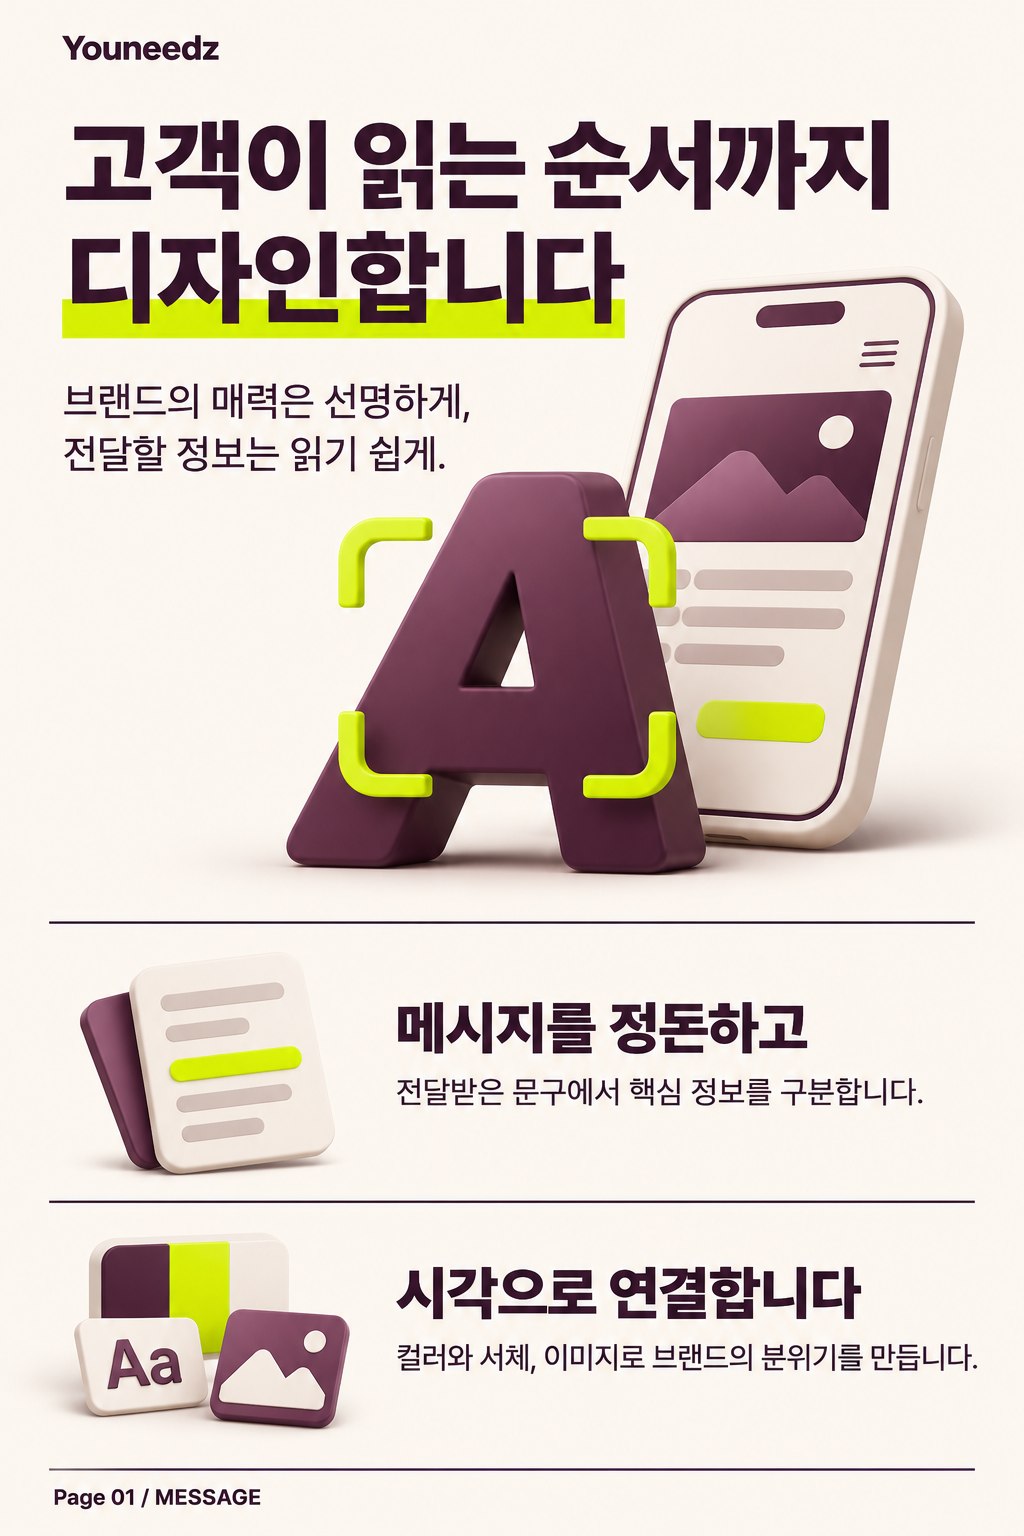 Youneedz
고객이 읽는 순서까지
디자인합니다
브랜드의 매력은 선명하게,
전달할 정보는 읽기 쉽게.
A
메시지를 정돈하고
전달받은 문구에서 핵심 정보를 구분합니다.
Aa
시각으로 연결합니다
컬러와 서체, 이미지로 브랜드의 분위기를 만듭니다.
Page 01 / MESSAGE